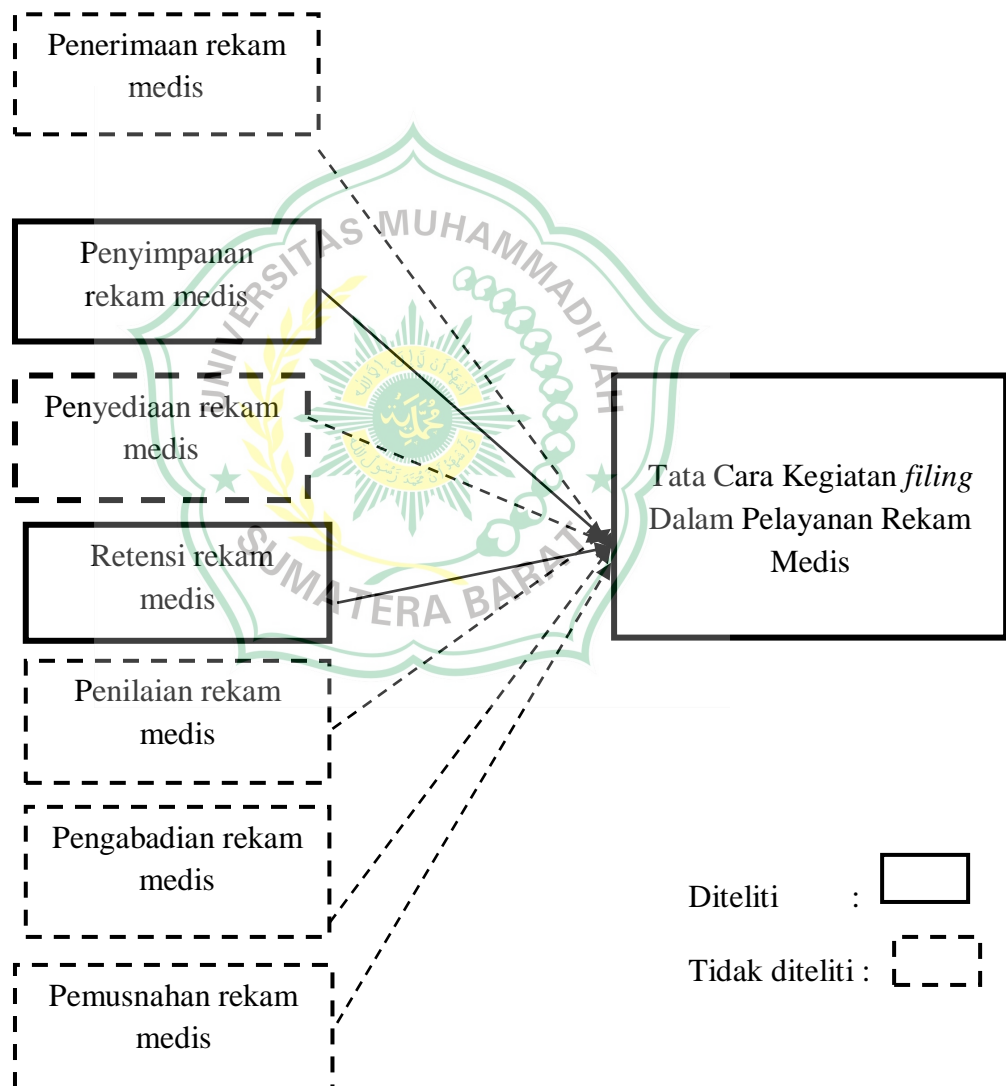 Penerimaan rekam
medis
Penyimpanan
rekam medis
Penyediaan rekam
medis
Retensi rekam
medis
Penilaian rekam
medis
Pengabadian rekam
medis
Pemusnahan rekam
medis
Tata Cara Kegiatan filing
Dalam Pelayanan Rekam
Medis
Diteliti :
Tidak diteliti :
UNIVERSITAS MUHAMMADIYAH
SUMATERA BARAT